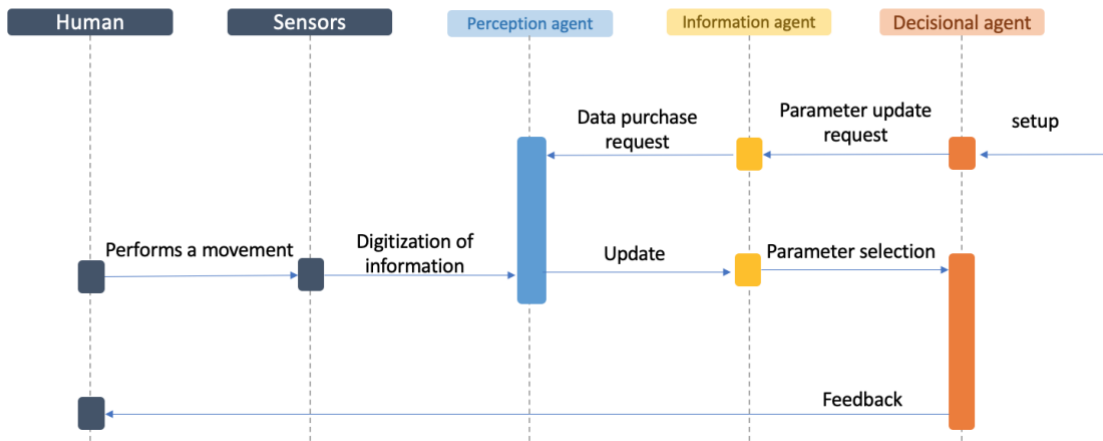 Human
Sensors
Perception agent
Information agent
Decisional agent
Data purchase
request
Parameter update
request
setup
Performs a movement
Digitization of
information
Update
Parameter selection
Feedback